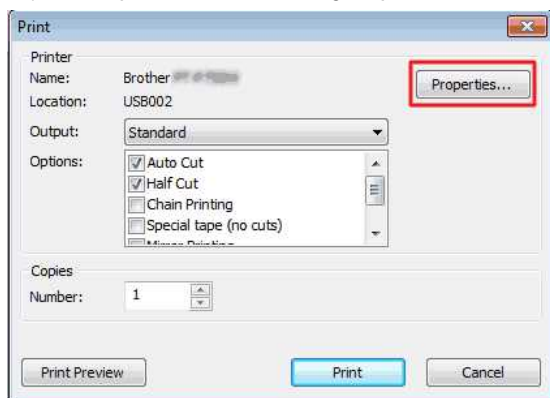 Print
Printer
Name: Brother
Properties...
Location: USB002
Output: Standard
Options: Auto Cut
Half Cut
Chain Printing
Special tape (no cuts)
Copies
Number: 1
Print Preview Print Cancel